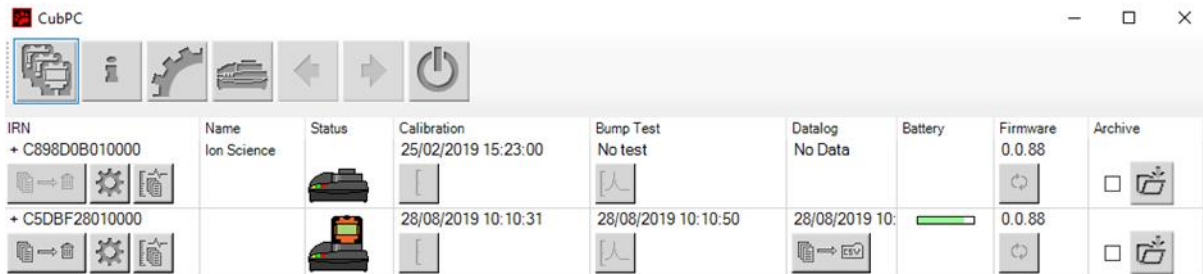 CubPC
IRN Name Status Calibration Bump Test Datalog Battery Firmware Archive
+ C898D0B010000 Ion Science 25/02/2019 15:23:00 No test No Data 0.0.88
+ C5DBF28010000 28/08/2019 10:10:31 28/08/2019 10:10:50 28/08/2019 10: 0.0.88
CSV